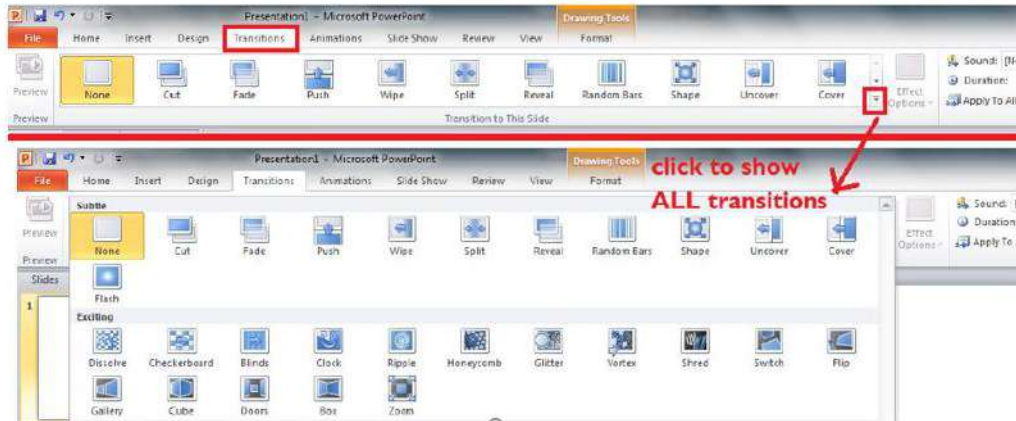 Presentation1 - Microsoft PowerPoint
Drawing Tools
File Home Insert Design Transitions Animations Slide Show Review View Format
Sound:
Duration:
Preview None Cut Fade Push Wipe Split Reveal Random Bars Shape Uncover Cover Effect Options Apply To All
Preview Transition to This Slide
Presentation1 - Microsoft PowerPoint
Drawing Tools
File Home Insert Design Transitions Animations Slide Show Review View Format
click to show
ALL transitions
Subtle
Sound:
Duration
Preview None Cut Fade Push Wipe Split Reveal Random Bars Shape Uncover Cover Effect Options Apply To
Preview
Slides
Flash
1
Exciting
Dissolve Checkerboard Blinds Clock Ripple Honeycomb Glitter Vortex Shred Switch Flip
Gallery Cube Doors Box Zoom